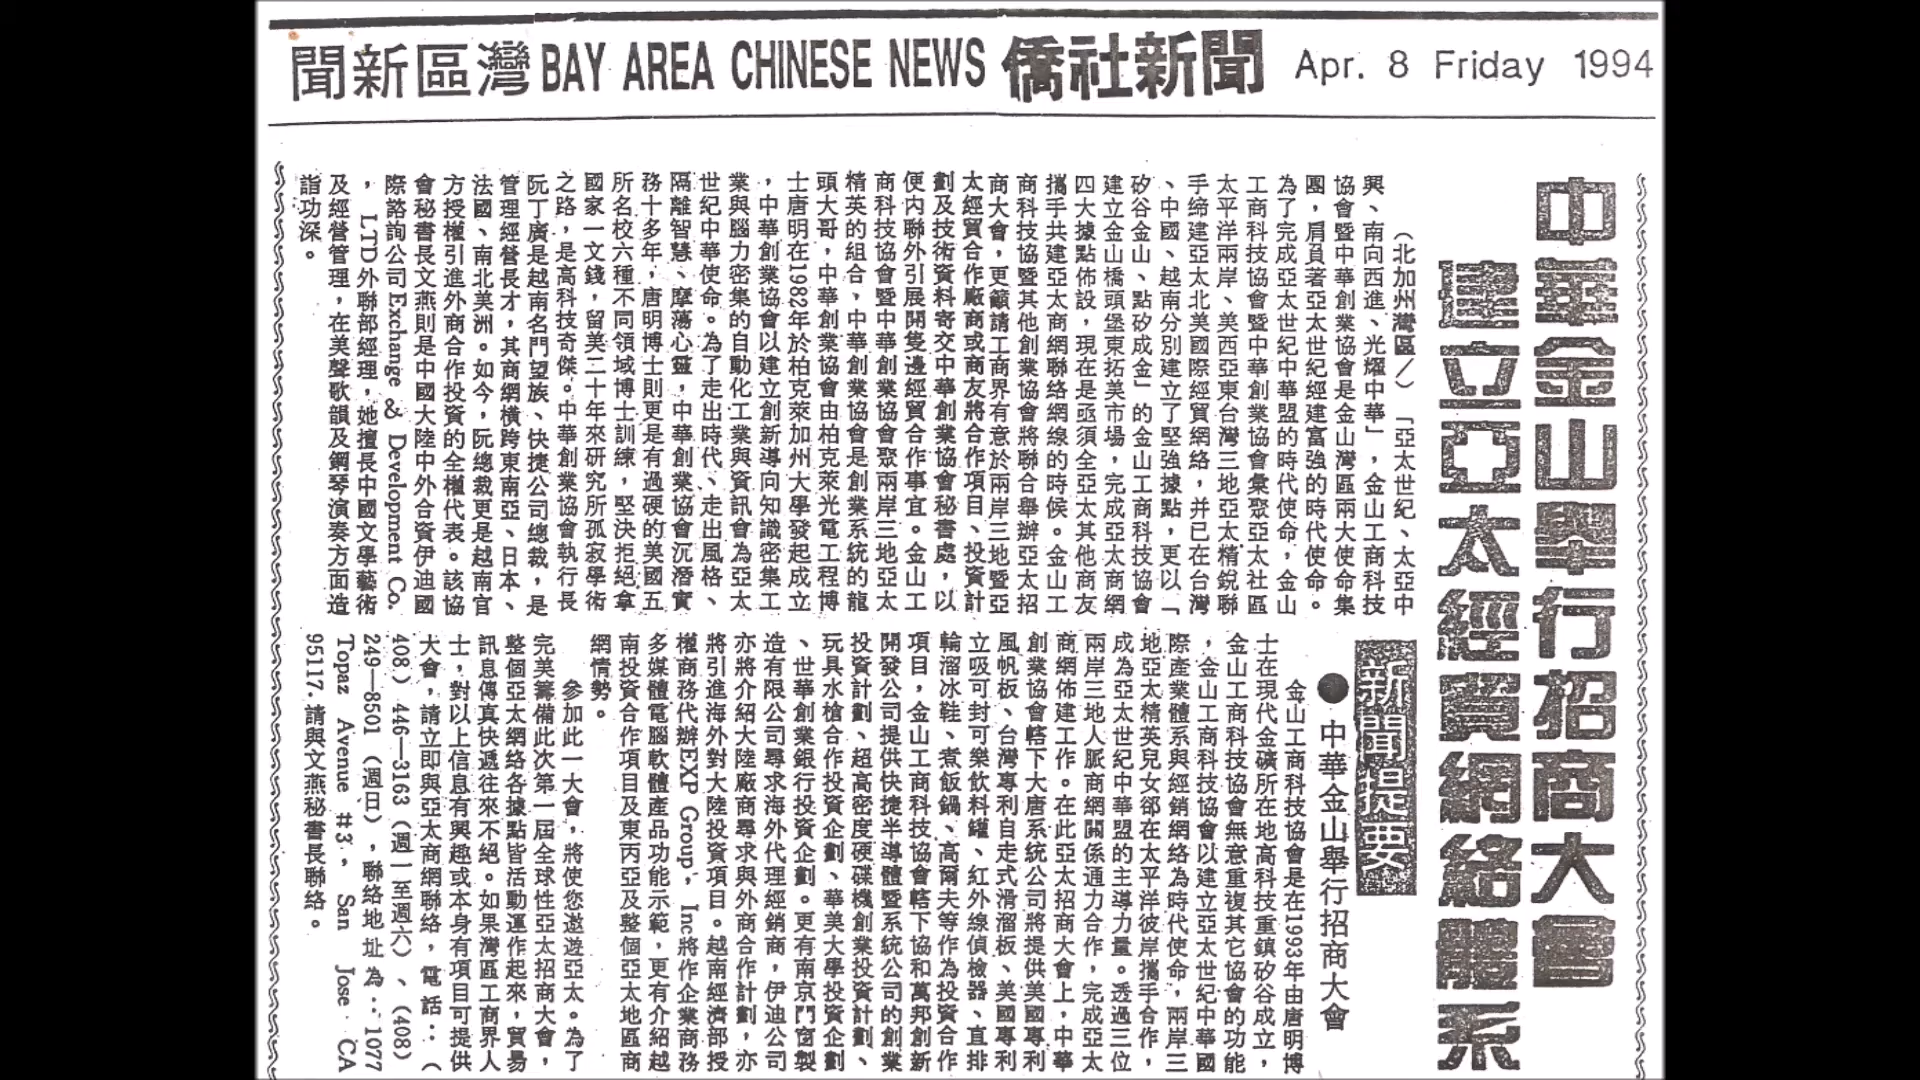 聞新區灣 BAY AREA CHINESE NEWS 僑社新聞 Apr. 8 Friday 1994
中華金山舉行招商大會
建立亞太經貿網絡體系
（北加州灣區／）「亞太世紀、太亞中
興、南向西進、光耀中華」，金山工商科技
協會暨中華創業協會是金山灣區兩大使命集
團，肩負著亞太世紀經建富強的時代使命。
為了完成亞太世紀中華盟的時代使命，金山
工商科技協會暨中華創業協會彙聚亞太社區
太平洋兩岸、美西亞東台灣三地亞太精銳聯
手締建亞太北美國際經貿網絡，并已在台灣
、中國、越南分別建立了堅強據點，更以「
矽谷金山、點矽成金」的金山工商科技協會
建立金山橋頭堡東拓美市場，完成亞太商網
四大據點佈設，現在是亟須全亞太其他商友
攜手共建亞太商網聯絡網線的時候。金山工
商科技協暨其他創業協會將聯合舉辦亞太招
商大會，更籲請工商界有意於兩岸三地暨亞
太經貿合作廠商或商友將合作項目、投資計
劃及技術資料寄交中華創業協會秘書處，以
便內聯外引展開雙邊經貿合作事宜。金山工
商科技協會暨中華創業協會聚兩岸三地亞太
精英的組合，中華創業協會是創業系統的龍
頭大哥，中華創業協會由柏克萊光電工程博
士唐明在1982年於柏克萊加州大學發起成立
，中華創業協會以建立創新導向知識密集工
業與腦力密集的自動化工業與資訊會為亞太
世紀中華使命。為了走出時代、走出風格、
隔離智慧、摩蕩心靈，中華創業協會沉潛實
務十多年，唐明博士則更是有過硬的美國五
所名校六種不同領域博士訓練，堅決拒絕拿
國家一文錢，留美二十年來研究所孤寂學術
之路，是高科技奇傑。中華創業協會執行長
阮丁廣是越南名門望族、快捷公司總裁，是
管理經營長才，其商網橫跨東南亞、日本、
法國、南北美洲。如今，阮總裁更是越南官
方授權引進外商合作投資的全權代表。該協
會秘書長文燕則是中國大陸中外合資伊迪國
際諮詢公司Exchange & Development Co.
，LTD外聯部經理，她擅長中國文學藝術
及經營管理，在美聲歌韻及鋼琴演奏方面造
詣功深。
新聞提要
● 中華金山舉行招商大會
金山工商科技協會是在1993年由唐明博
士在現代金礦所在地高科技重鎮矽谷成立，
金山工商科技協會無意重複其它協會的功能
，金山工商科技協會以建立亞太世紀中華國
際產業體系與經銷網絡為時代使命，兩岸三
地亞太精英兒女邵在太平洋彼岸攜手合作，
成為亞太世紀中華盟的主導力量。透過三位
兩岸三地人脈商網關係通力合作，完成亞太
商網佈建工作。在此亞太招商大會上，中華
創業協會轄下大唐系統公司將提供美國專利
風帆板、台灣專利自走式滑溜板、美國專利
立吸可封可樂飲料罐、紅外線偵檢器、直排
輪溜冰鞋、煮飯鍋、高爾夫等作為投資合作
項目，金山工商科技協會轄下協和萬邦創新
開發公司提供快捷半導體暨系統公司的創業
投資計劃、超高密度硬碟機創業投資計劃、
玩具水槍合作投資企劃、華美大學投資企劃
、世華創業銀行投資企劃。更有南京門窗製
造有限公司尋求海外代理經銷商，伊迪公司
亦將介紹大陸廠商尋求與外商合作計劃，亦
將引進海外對大陸投資項目。越南經濟部授
權商務代辦EXP Group, Inc將作企業商務
多媒體電腦軟體產品功能示範，更有介紹越
南投資合作項目及東丙亞及整個亞太地區商
網情勢。
參加此一大會，將使您遨遊亞太。為了
完美籌備此次第一屆全球性亞太招商大會，
整個亞太網絡各據點皆活動運作起來，貿易
訊息傳真快遞往來不絕。如果灣區工商界人
士，對以上信息有興趣或本身有項目可提供
大會，請立即與亞太商網聯絡，電話：（
408）446—3163（週一至週六）、(408)
249—8501（週日），聯絡地址為：1077
Topaz Avenue #3, San Jose CA
95117. 請與文燕秘書長聯絡。